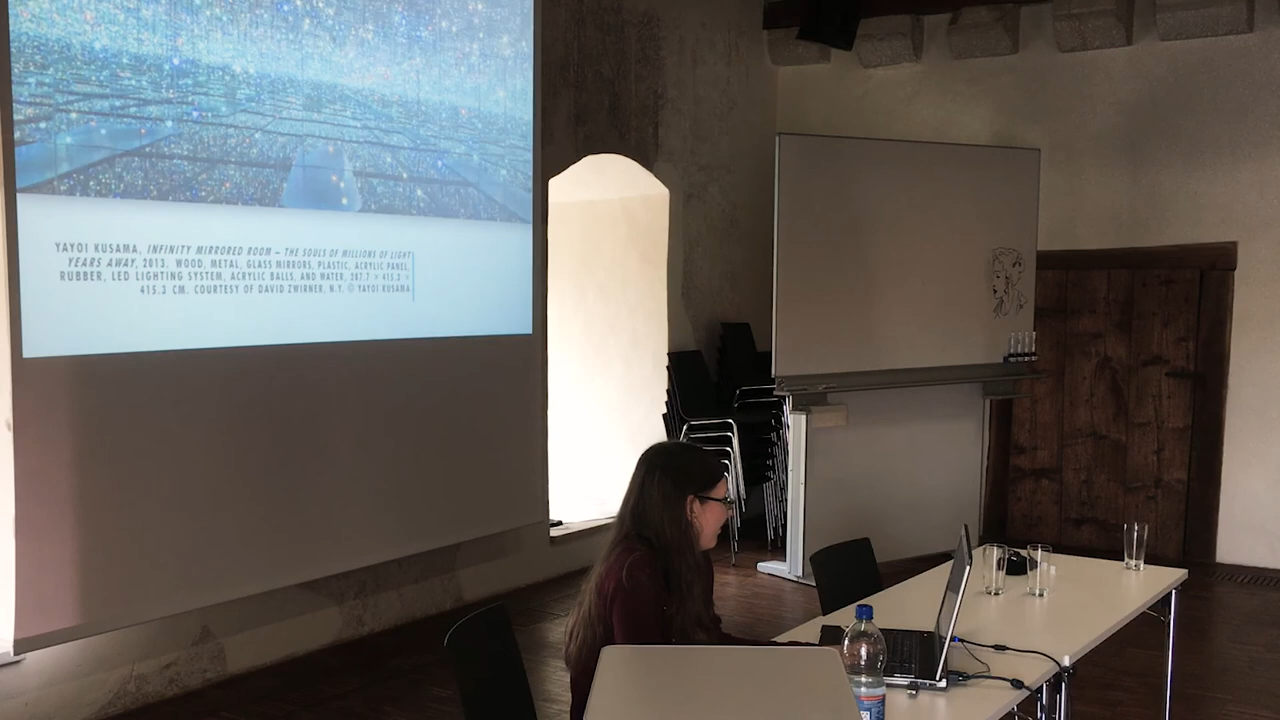 YAYOI KUSAMA, INFINITY MIRRORED ROOM – THE SOULS OF MILLIONS OF LIGHT
YEARS AWAY, 2013. WOOD, METAL, GLASS MIRRORS, PLASTIC, ACRYLIC PANEL,
RUBBER, LED LIGHTING SYSTEM, ACRYLIC BALLS, AND WATER, 287.7 × 415.3 ×
415.3 CM. COURTESY OF DAVID ZWIRNER, N.Y. © YAYOI KUSAMA